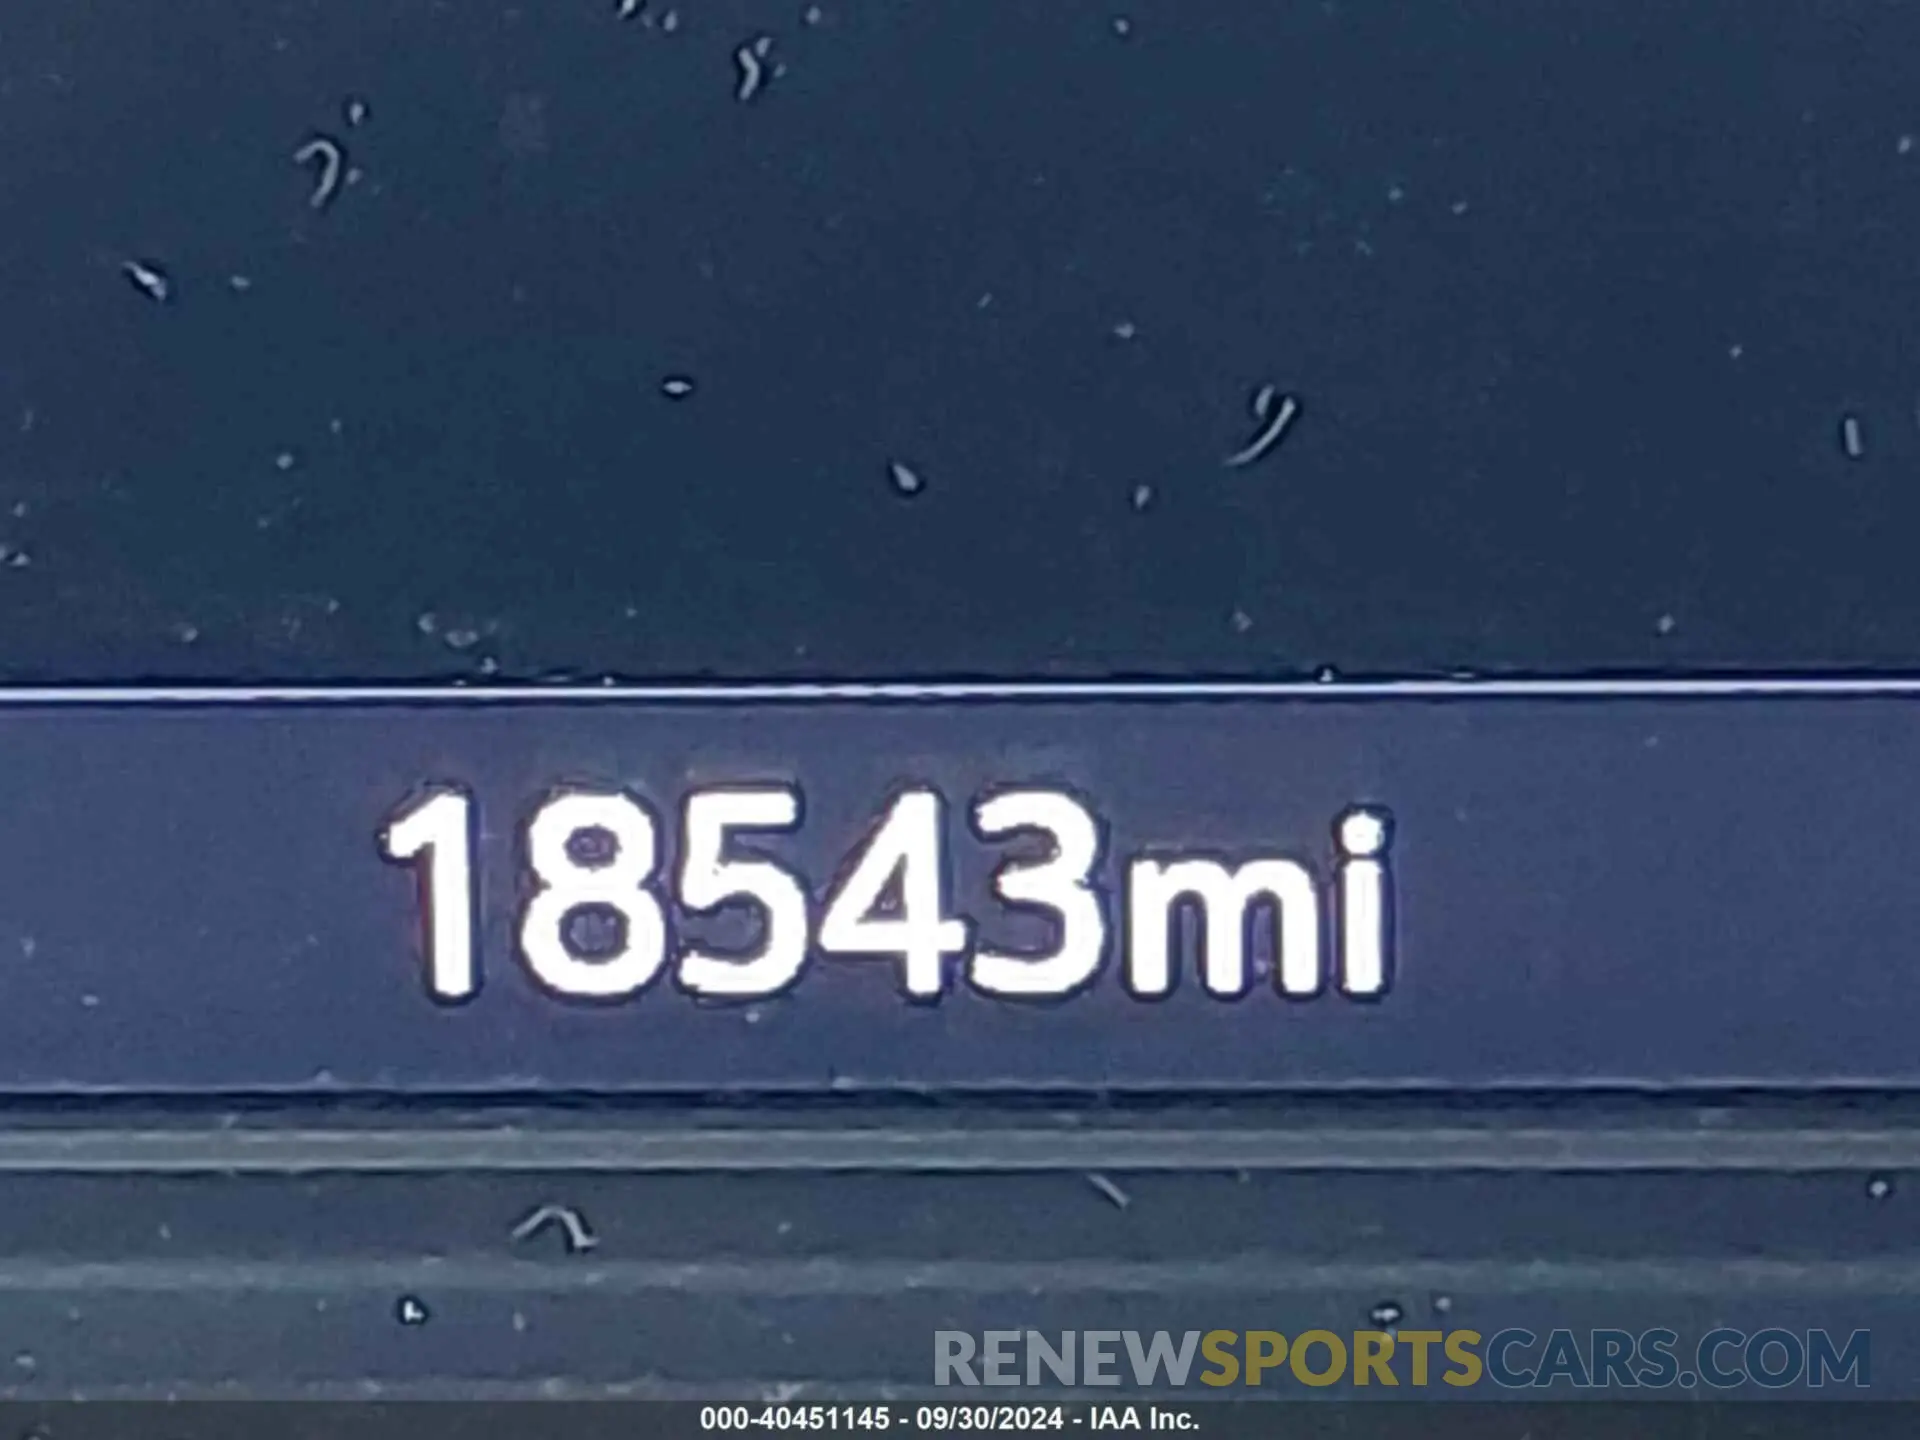 18543mi
RENEWSPORTSCARS.COM
000-40451145 - 09/30/2024 - IAA Inc.